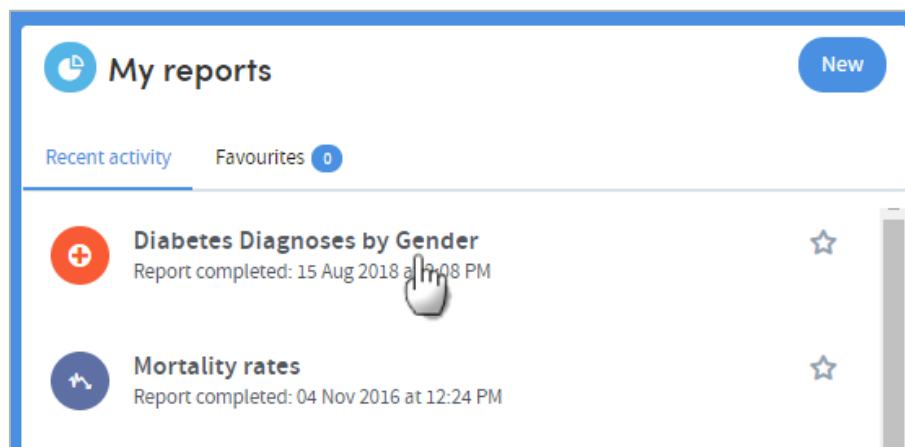 My reports
New
Recent activity
Favourites 0
Diabetes Diagnoses by Gender
Report completed: 15 Aug 2018 PM
Mortality rates
Report completed: 04 Nov 2016 at 12:24 PM